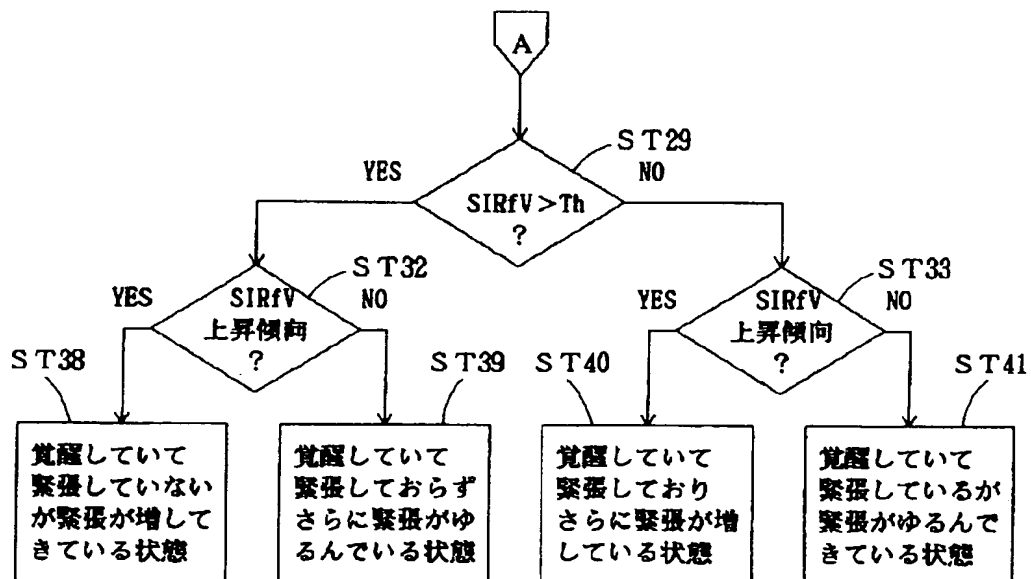 A
ST29
YES
NO
SIRfV>Th
?
ST32
YES
NO
SIRfV
上昇傾向
?
ST33
YES
NO
SIRfV
上昇傾向
?
ST38
覚醒していて
緊張していない
が緊張が増して
きている状態
ST39
覚醒していて
緊張しておらず
さらに緊張がゆ
るんでいる状態
ST40
覚醒していて
緊張しており
さらに緊張が増
している状態
ST41
覚醒していて
緊張しているが
緊張がゆるんで
きている状態